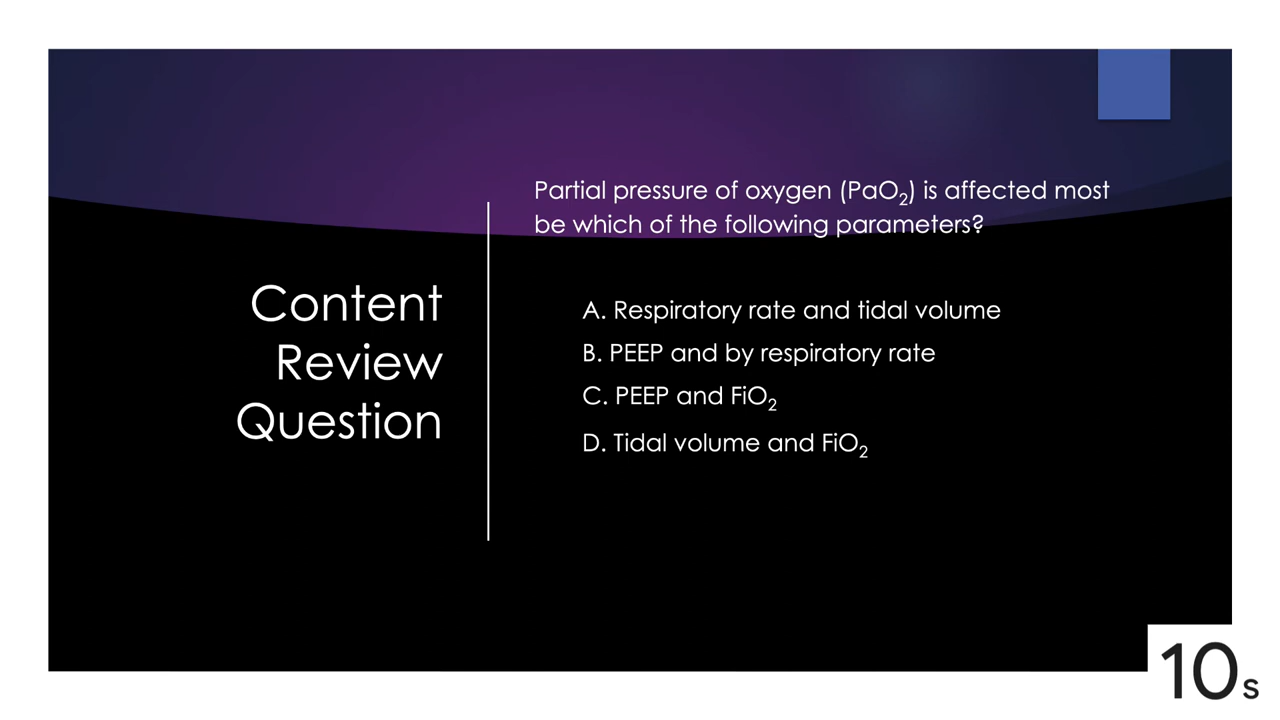 Content
Review
Question
Partial pressure of oxygen (PaO₂) is affected most
be which of the following parameters?
A. Respiratory rate and tidal volume
B. PEEP and by respiratory rate
C. PEEP and FiO₂
D. Tidal volume and FiO₂
10s